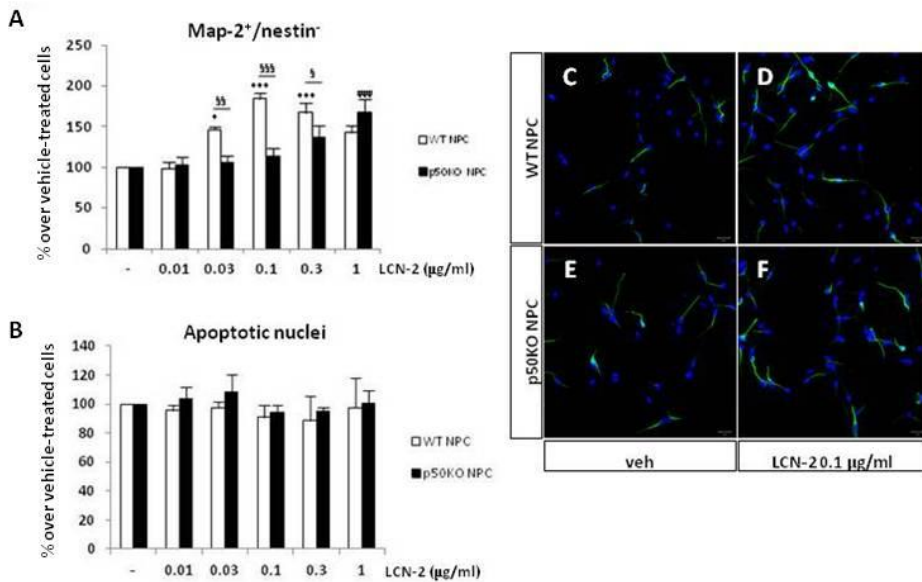 A
Map-2⁺/nestin⁻
% over vehicle-treated cells
250
200
150
100
50
0
§§
•
§§§
•••
§
•••
WT NPC
p50KO NPC
- 0.01 0.03 0.1 0.3 1 LCN-2 (µg/ml)
B
Apoptotic nuclei
% over vehicle-treated cells
140
120
100
80
60
40
20
0
WT NPC
p50KO NPC
- 0.01 0.03 0.1 0.3 1 LCN-2 (µg/ml)
C D
WT NPC
E F
p50KO NPC
veh LCN-2 0.1 µg/ml